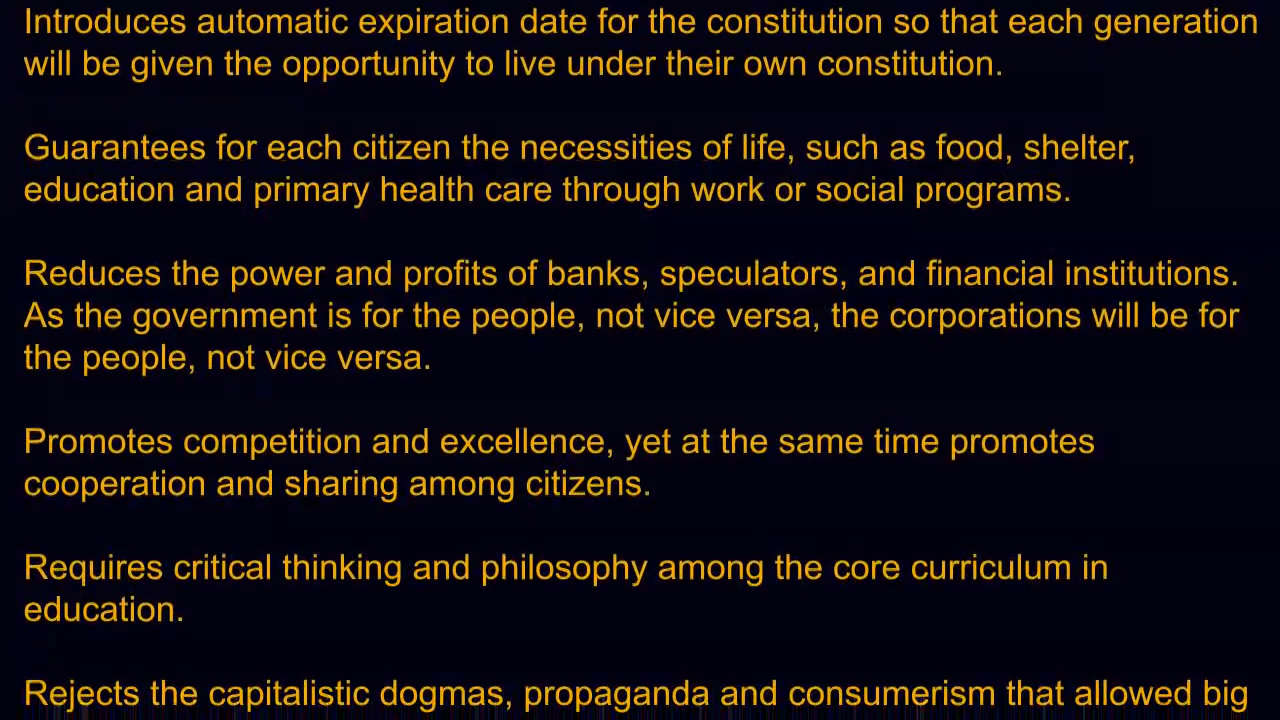 Introduces automatic expiration date for the constitution so that each generation
will be given the opportunity to live under their own constitution.
Guarantees for each citizen the necessities of life, such as food, shelter,
education and primary health care through work or social programs.
Reduces the power and profits of banks, speculators, and financial institutions.
As the government is for the people, not vice versa, the corporations will be for
the people, not vice versa.
Promotes competition and excellence, yet at the same time promotes
cooperation and sharing among citizens.
Requires critical thinking and philosophy among the core curriculum in
education.
Rejects the capitalistic dogmas, propaganda and consumerism that allowed big